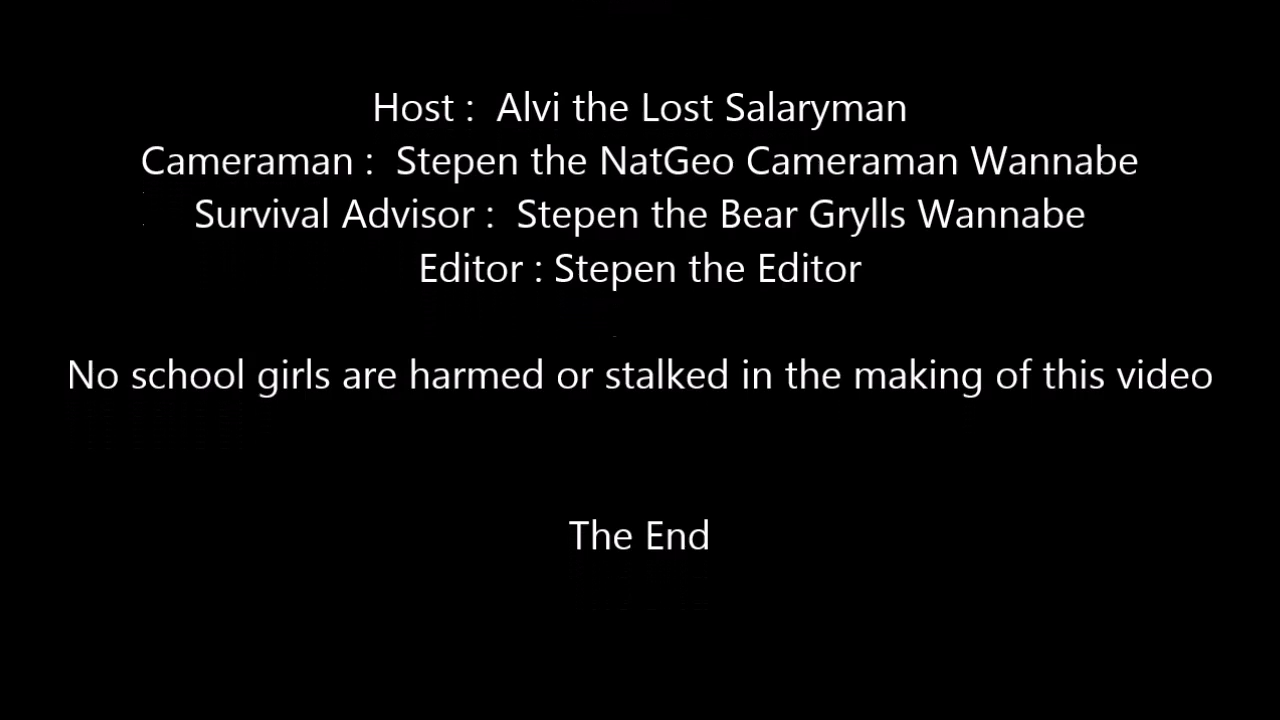 Host :  Alvi the Lost Salaryman
Cameraman :  Stepen the NatGeo Cameraman Wannabe
Survival Advisor :  Stepen the Bear Grylls Wannabe
Editor : Stepen the Editor
No school girls are harmed or stalked in the making of this video
The End